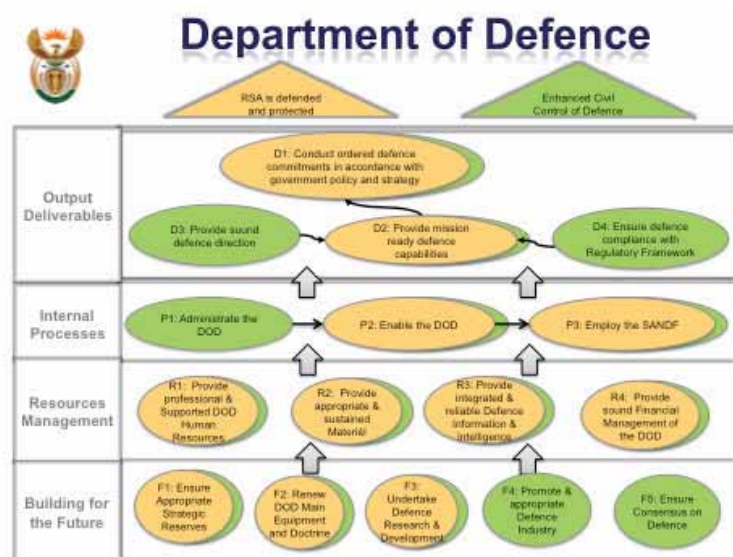 Department of Defence
RSA is defended
and protected
Enhanced Civil
Control of Defence
Output
Deliverables
D1: Conduct ordered defence
commitments in accordance with
government policy and strategy
D3: Provide sound
defence direction
D2: Provide mission
ready defence
capabilities
D4: Ensure defence
compliance with
Regulatory Framework
Internal
Processes
P1: Administrate the
DOD
P2: Enable the DOD
P3: Employ the SANDF
Resources
Management
R1: Provide
professional &
Supported DOD
Human
Resources
R2: Provide
appropriate &
sustained
Material
R3: Provide
integrated &
reliable Defence
Information &
intelligence
R4: Provide
sound Financial
Management of
the DOD
Building for
the Future
F1: Ensure
Appropriate
Strategic
Reserves
F2: Renew
DOD Main
Equipment
and Doctrine
F3:
Undertake
Defence
Research &
Development
F4: Promote &
appropriate
Defence
Industry
F5: Ensure
Consensus on
Defence